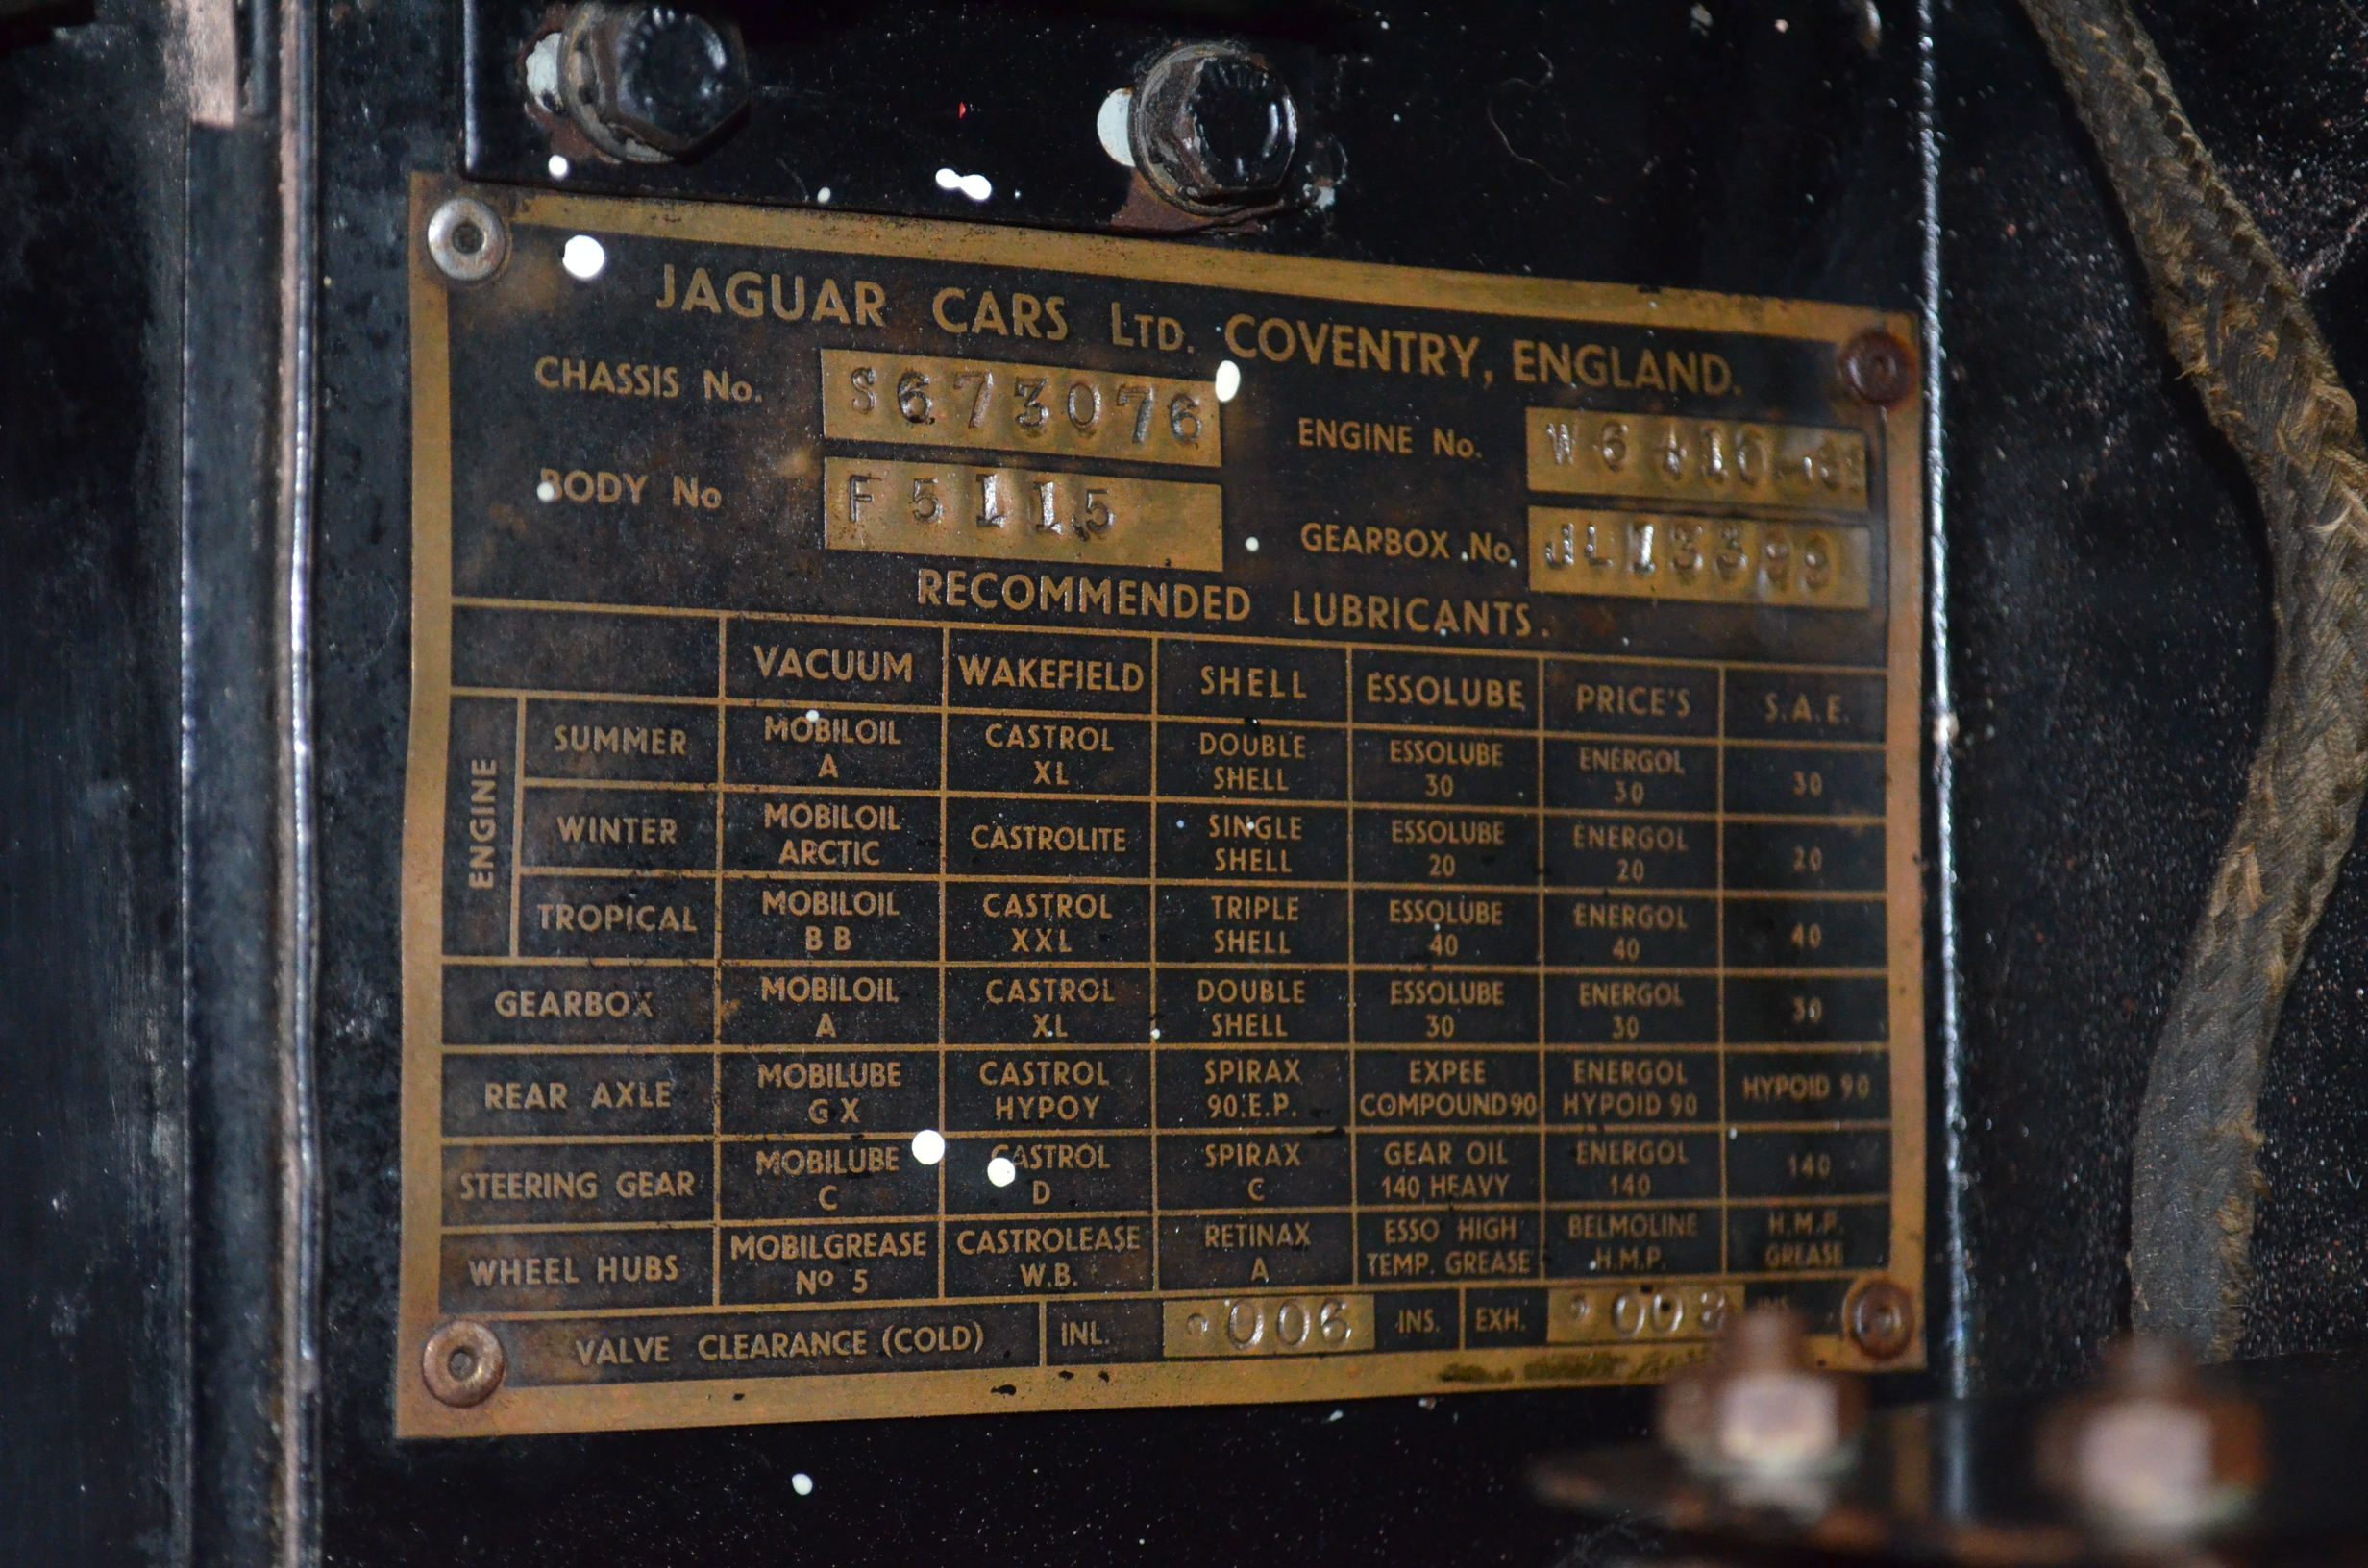 JAGUAR CARS LTD. COVENTRY, ENGLAND.
CHASSIS No. S673076
ENGINE No.
BODY No F5115
GEARBOX No. JL13399
RECOMMENDED LUBRICANTS.
VACUUM WAKEFIELD SHELL ESSOLUBE PRICE'S S.A.E.
ENGINE
SUMMER MOBILOIL A CASTROL XL DOUBLE SHELL ESSOLUBE 30 ENERGOL 30 30
WINTER MOBILOIL ARCTIC CASTROLITE SINGLE SHELL ESSOLUBE 20 ENERGOL 20 20
TROPICAL MOBILOIL B B CASTROL XXL TRIPLE SHELL ESSOLUBE 40 ENERGOL 40 40
GEARBOX MOBILOIL A CASTROL XL DOUBLE SHELL ESSOLUBE 30 ENERGOL 30 30
REAR AXLE MOBILUBE G X CASTROL HYPOY SPIRAX 90.E.P. EXPEE COMPOUND 90 ENERGOL HYPOID 90 HYPOID 90
STEERING GEAR MOBILUBE C CASTROL D SPIRAX C GEAR OIL 140 HEAVY ENERGOL 140 140
WHEEL HUBS MOBILGREASE Nº 5 CASTROLEASE W.B. RETINAX A ESSO HIGH TEMP. GREASE BELMOLINE H.M.P. H.M.P. GREASE
VALVE CLEARANCE (COLD) INL. .006 INS. EXH. INS.